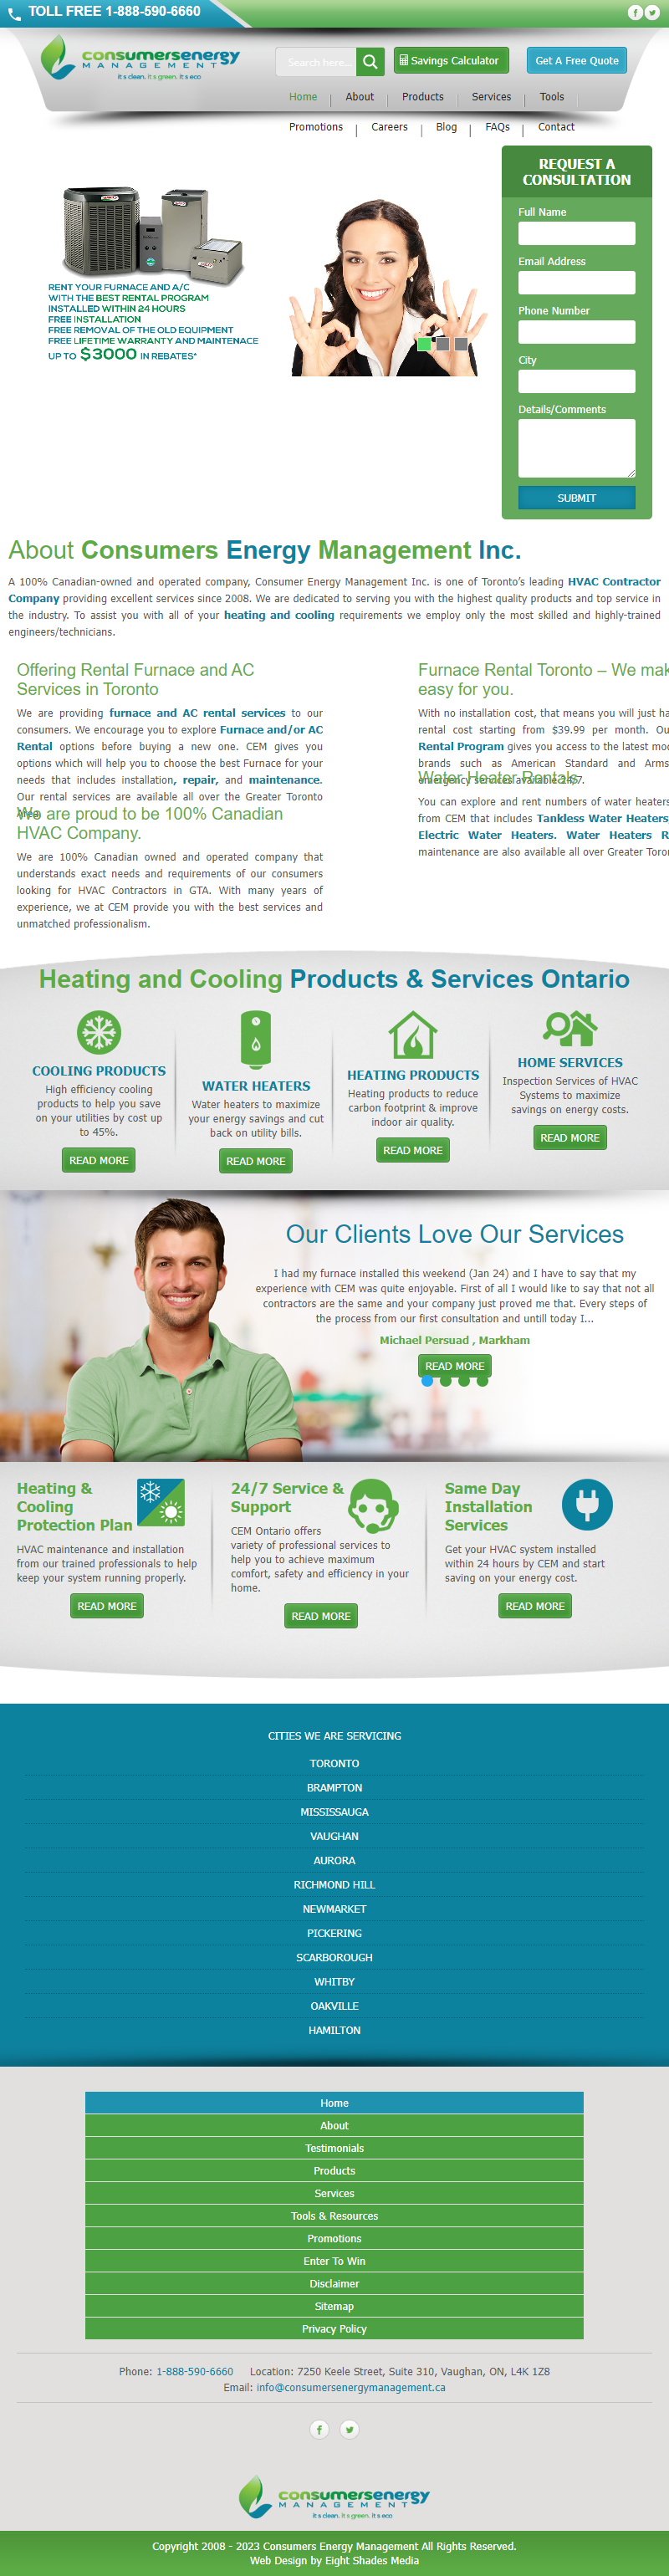 TOLL FREE 1-888-590-6660
consumersenergy
MANAGEMENT
it s clean. it s green. it s eco
Search here...
Savings Calculator
Get A Free Quote
Home
About
Products
Services
Tools
Promotions
Careers
Blog
FAQs
Contact
RENT YOUR FURNACE AND A/C
WITH THE BEST RENTAL PROGRAM
INSTALLED WITHIN 24 HOURS
FREE INSTALLATION
FREE REMOVAL OF THE OLD EQUIPMENT
FREE LIFETIME WARRANTY AND MAINTENACE
UP TO $3000 IN REBATES*
REQUEST A
CONSULTATION
Full Name
Email Address
Phone Number
City
Details/Comments
SUBMIT
About Consumers Energy Management Inc.
A 100% Canadian-owned and operated company, Consumer Energy Management Inc. is one of Toronto's leading HVAC Contractor
Company providing excellent services since 2008. We are dedicated to serving you with the highest quality products and top service in
the industry. To assist you with all of your heating and cooling requirements we employ only the most skilled and highly-trained
engineers/technicians.
Offering Rental Furnace and AC
Services in Toronto
We are providing furnace and AC rental services to our
consumers. We encourage you to explore Furnace and/or AC
Rental options before buying a new one. CEM gives you
options which will help you to choose the best Furnace for your
needs that includes installation, repair, and maintenance.
Our rental services are available all over the Greater Toronto
Area.
We are proud to be 100% Canadian
HVAC Company.
We are 100% Canadian owned and operated company that
understands exact needs and requirements of our consumers
looking for HVAC Contractors in GTA. With many years of
experience, we at CEM provide you with the best services and
unmatched professionalism.
Furnace Rental Toronto – We mak
easy for you.
With no installation cost, that means you will just ha
rental cost starting from $39.99 per month. Ou
Rental Program gives you access to the latest mod
brands such as American Standard and Arms
emergency services available 24/7.
Water Heater Rentals
You can explore and rent numbers of water heaters
from CEM that includes Tankless Water Heaters,
Electric Water Heaters. Water Heaters R
maintenance are also available all over Greater Toron
Heating and Cooling Products & Services Ontario
COOLING PRODUCTS
High efficiency cooling
products to help you save
on your utilities by cost up
to 45%.
READ MORE
WATER HEATERS
Water heaters to maximize
your energy savings and cut
back on utility bills.
READ MORE
HEATING PRODUCTS
Heating products to reduce
carbon footprint & improve
indoor air quality.
READ MORE
HOME SERVICES
Inspection Services of HVAC
Systems to maximize
savings on energy costs.
READ MORE
Our Clients Love Our Services
I had my furnace installed this weekend (Jan 24) and I have to say that my
experience with CEM was quite enjoyable. First of all I would like to say that not all
contractors are the same and your company just proved me that. Every steps of
the process from our first consultation and untill today I...
Michael Persuad , Markham
READ MORE
Heating &
Cooling
Protection Plan
HVAC maintenance and installation
from our trained professionals to help
keep your system running properly.
READ MORE
24/7 Service &
Support
CEM Ontario offers
variety of professional services to
help you to achieve maximum
comfort, safety and efficiency in your
home.
READ MORE
Same Day
Installation
Services
Get your HVAC system installed
within 24 hours by CEM and start
saving on your energy cost.
READ MORE
CITIES WE ARE SERVICING
TORONTO
BRAMPTON
MISSISSAUGA
VAUGHAN
AURORA
RICHMOND HILL
NEWMARKET
PICKERING
SCARBOROUGH
WHITBY
OAKVILLE
HAMILTON
Home
About
Testimonials
Products
Services
Tools & Resources
Promotions
Enter To Win
Disclaimer
Sitemap
Privacy Policy
Phone: 1-888-590-6660 Location: 7250 Keele Street, Suite 310, Vaughan, ON, L4K 1Z8
Email: info@consumersenergymanagement.ca
consumersenergy
MANAGEMENT
it s clean. it s green. it s eco
Copyright 2008 - 2023 Consumers Energy Management All Rights Reserved.
Web Design by Eight Shades Media